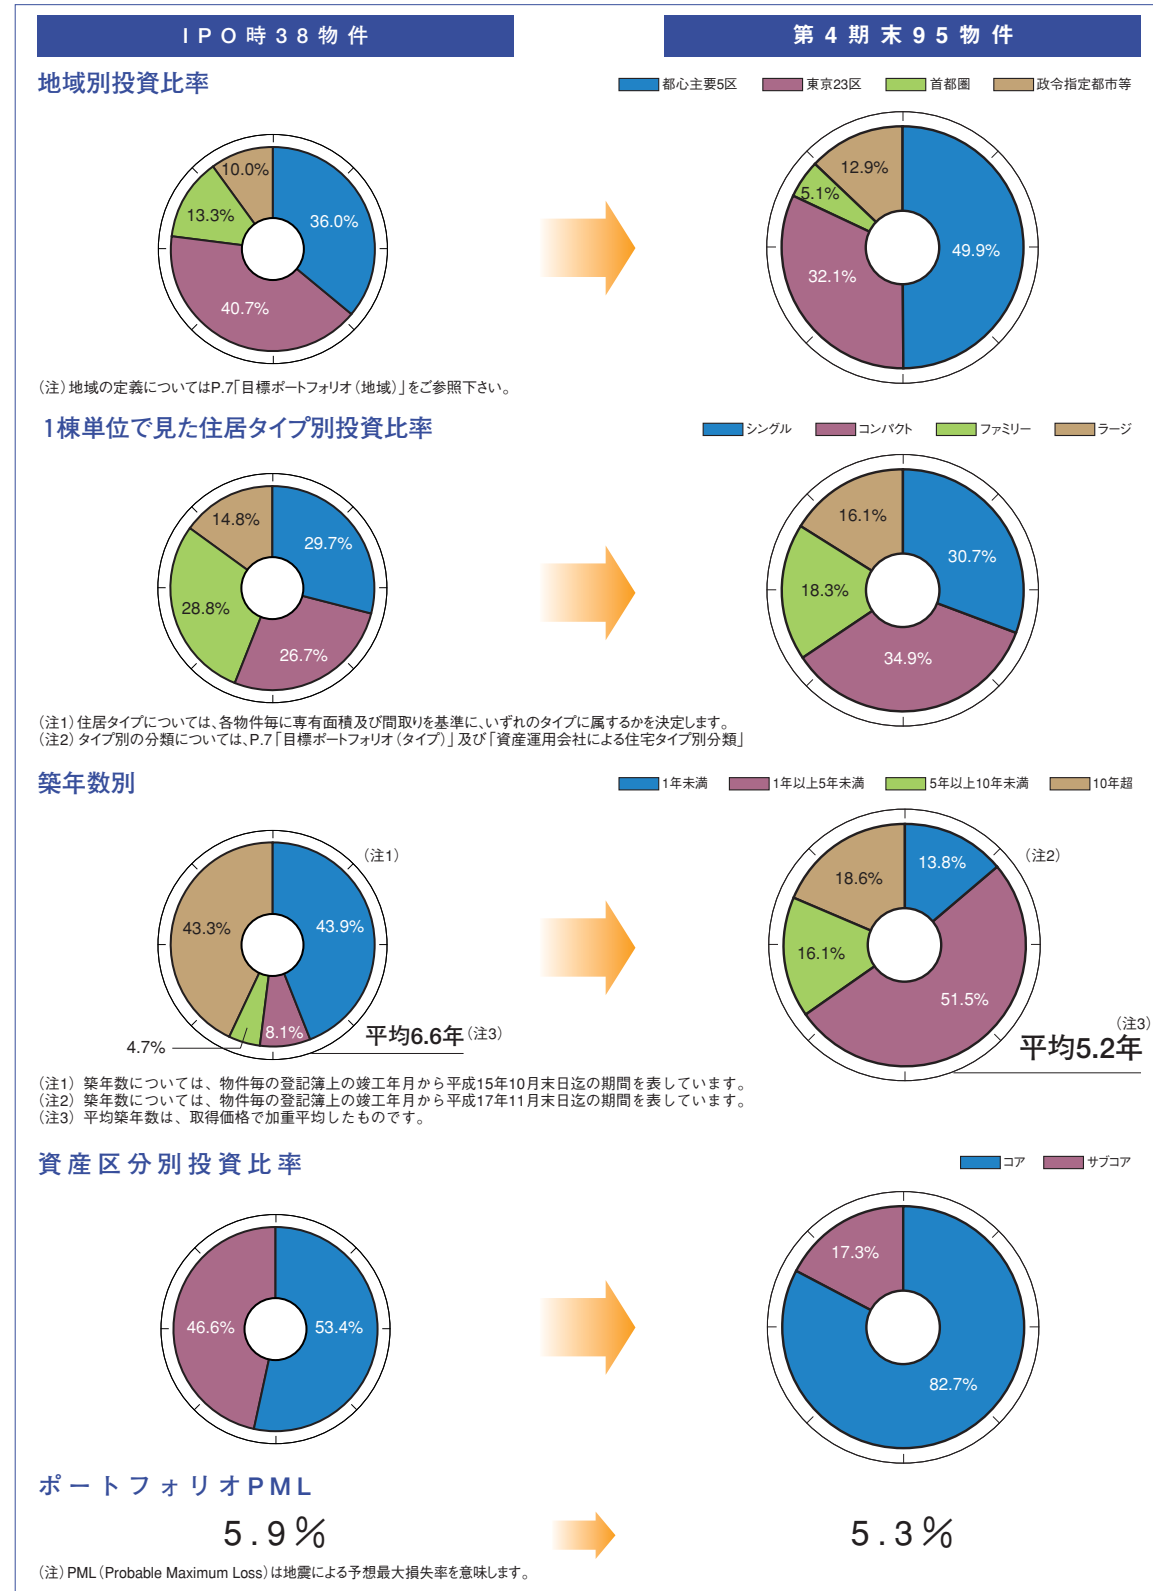 IPO時38物件
第4期末95物件
地域別投資比率
都心主要5区 東京23区 首都圏 政令指定都市等
10.0%
13.3%
36.0%
40.7%
12.9%
5.1%
49.9%
32.1%
(注)地域の定義についてはP.7「目標ポートフォリオ(地域)」をご参照下さい。
1棟単位で見た住居タイプ別投資比率
シングル コンパクト ファミリー ラージ
14.8%
29.7%
28.8%
26.7%
16.1%
30.7%
18.3%
34.9%
(注1)住居タイプについては、各物件毎に専有面積及び間取りを基準に、いずれのタイプに属するかを決定します。
(注2)タイプ別の分類については、P.7「目標ポートフォリオ(タイプ)」及び「資産運用会社による住宅タイプ別分類」
築年数別
1年未満 1年以上5年未満 5年以上10年未満 10年超
(注1)
43.3%
43.9%
8.1%
4.7%
平均6.6年(注3)
(注2)
13.8%
18.6%
16.1%
51.5%
(注3)
平均5.2年
(注1) 築年数については、物件毎の登記簿上の竣工年月から平成15年10月末日迄の期間を表しています。
(注2) 築年数については、物件毎の登記簿上の竣工年月から平成17年11月末日迄の期間を表しています。
(注3) 平均築年数は、取得価格で加重平均したものです。
資産区分別投資比率
コア サブコア
46.6%
53.4%
17.3%
82.7%
ポートフォリオPML
5.9%
5.3%
(注)PML(Probable Maximum Loss)は地震による予想最大損失率を意味します。